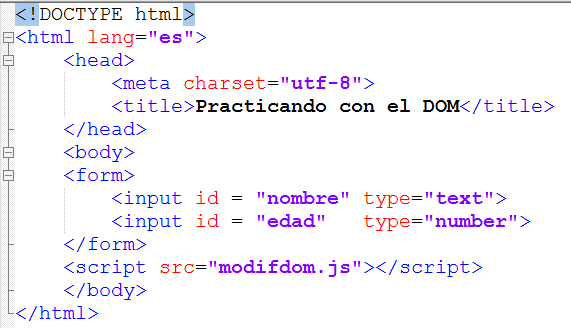 <!DOCTYPE html>
<html lang="es">
    <head>
        <meta charset="utf-8">
        <title>Practicando con el DOM</title>
    </head>
    <body>
    <form>
        <input id = "nombre" type="text">
        <input id = "edad"   type="number">
    </form>
    <script src="modifdom.js"></script>
    </body>
</html>